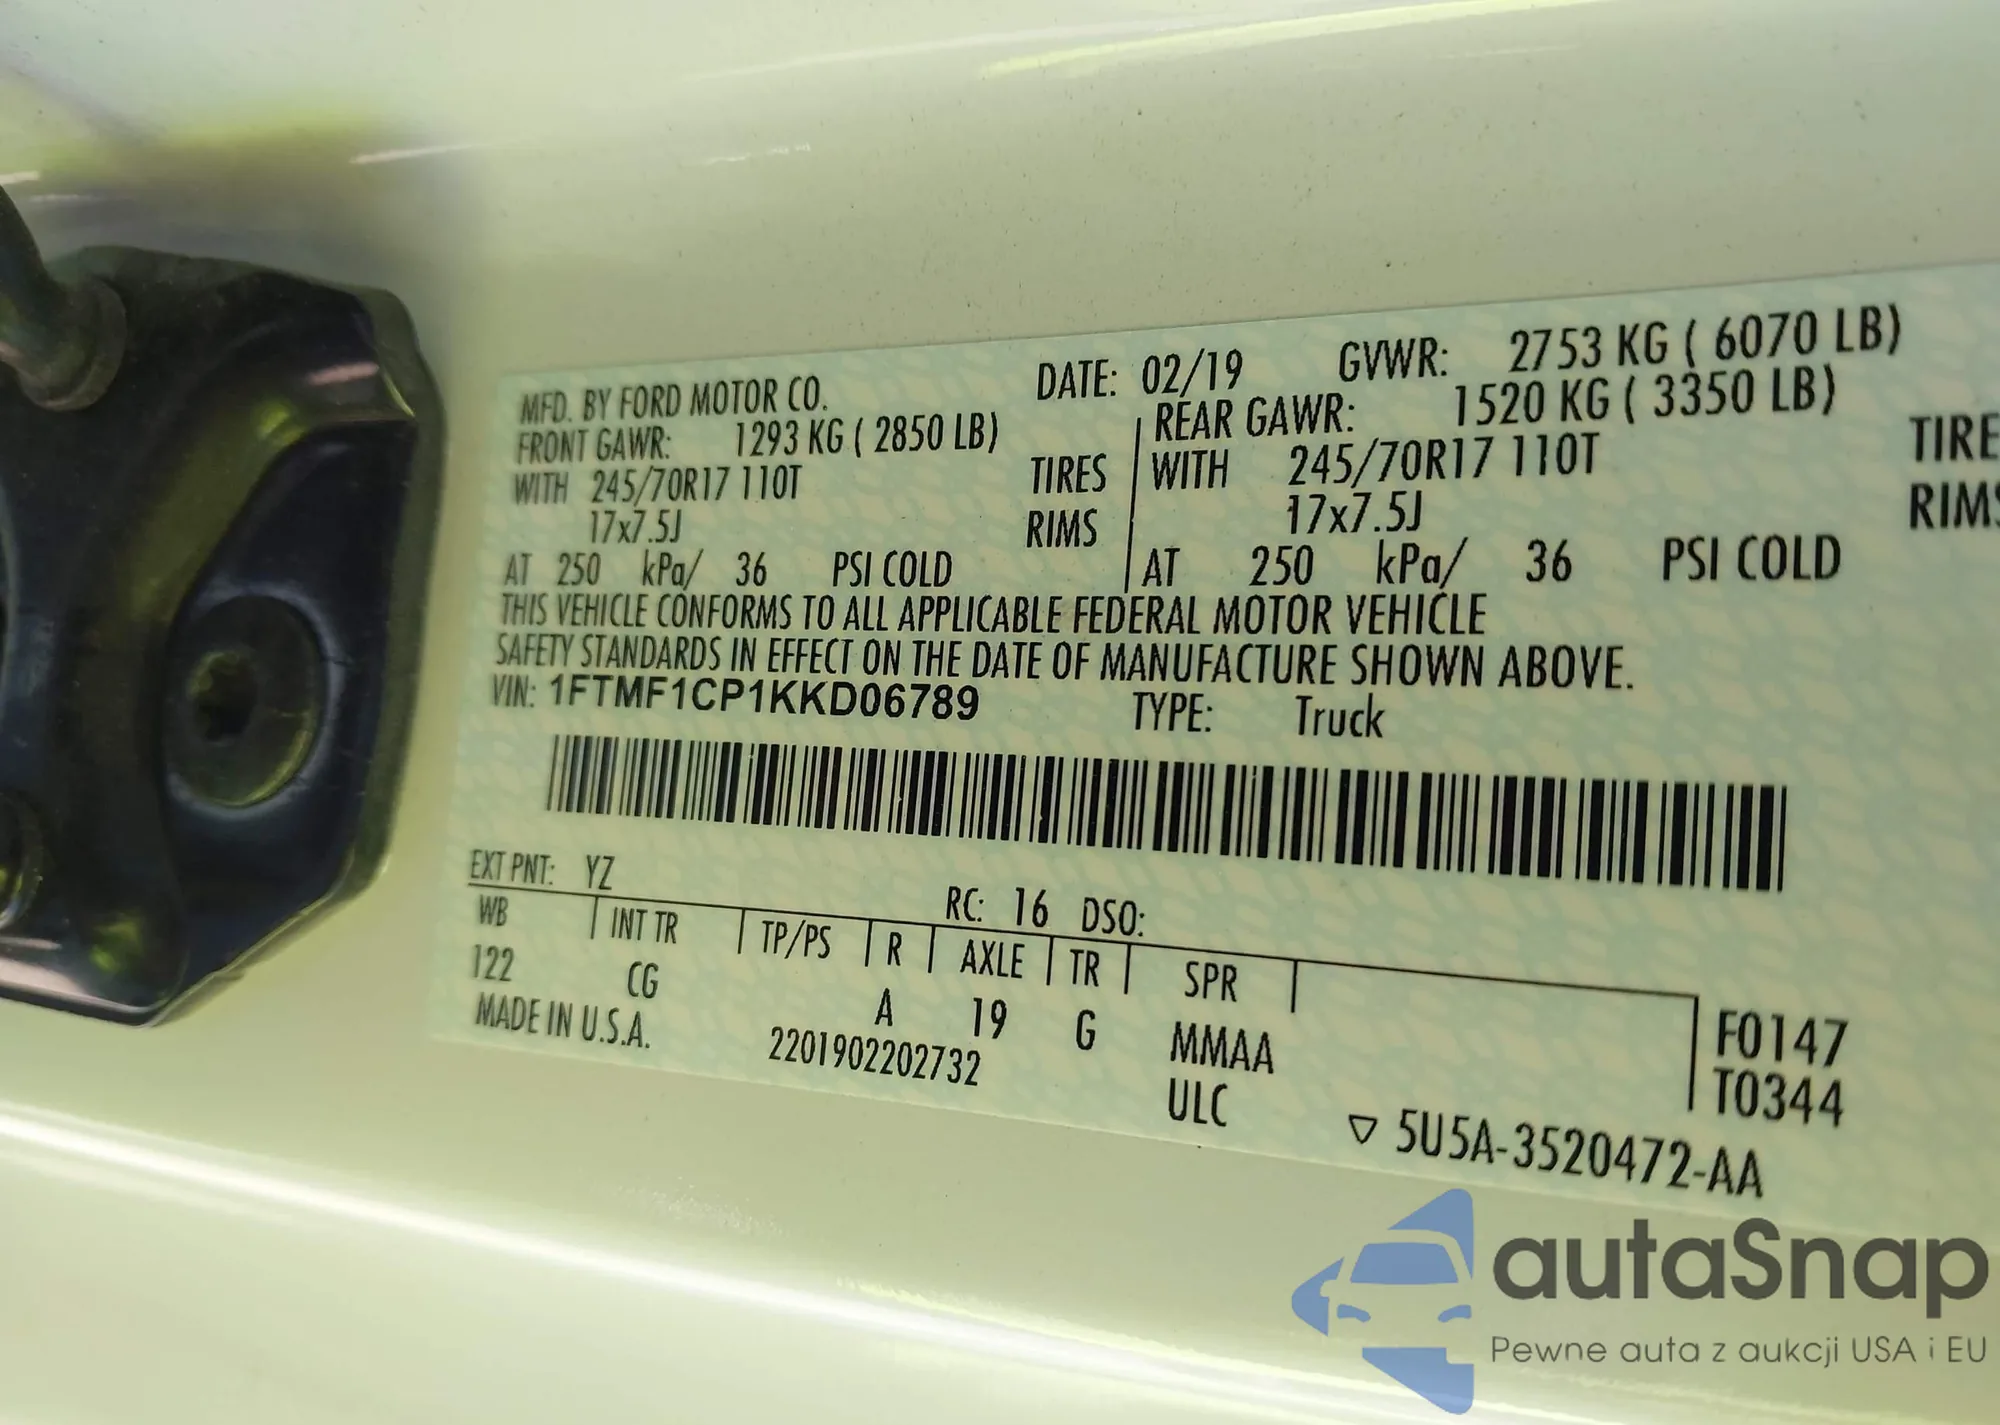 MFD. BY FORD MOTOR CO. DATE: 02/19 GVWR: 2753 KG ( 6070 LB)
FRONT GAWR: 1293 KG ( 2850 LB) REAR GAWR: 1520 KG ( 3350 LB)
WITH 245/70R17 110T TIRES WITH 245/70R17 110T TIRE
17x7.5J RIMS 17x7.5J RIMS
AT 250 kPa/ 36 PSI COLD AT 250 kPa/ 36 PSI COLD
THIS VEHICLE CONFORMS TO ALL APPLICABLE FEDERAL MOTOR VEHICLE
SAFETY STANDARDS IN EFFECT ON THE DATE OF MANUFACTURE SHOWN ABOVE.
VIN: 1FTMF1CP1KKD06789 TYPE: Truck
EXT PNT: YZ RC: 16 DSO:
WB INT TR TP/PS R AXLE TR SPR
122 CG A 19 G MMAA F0147
MADE IN U.S.A. 2201902202732 ULC T0344
▽ 5U5A-3520472-AA
autaSnap
Pewne auta z aukcji USA i EU